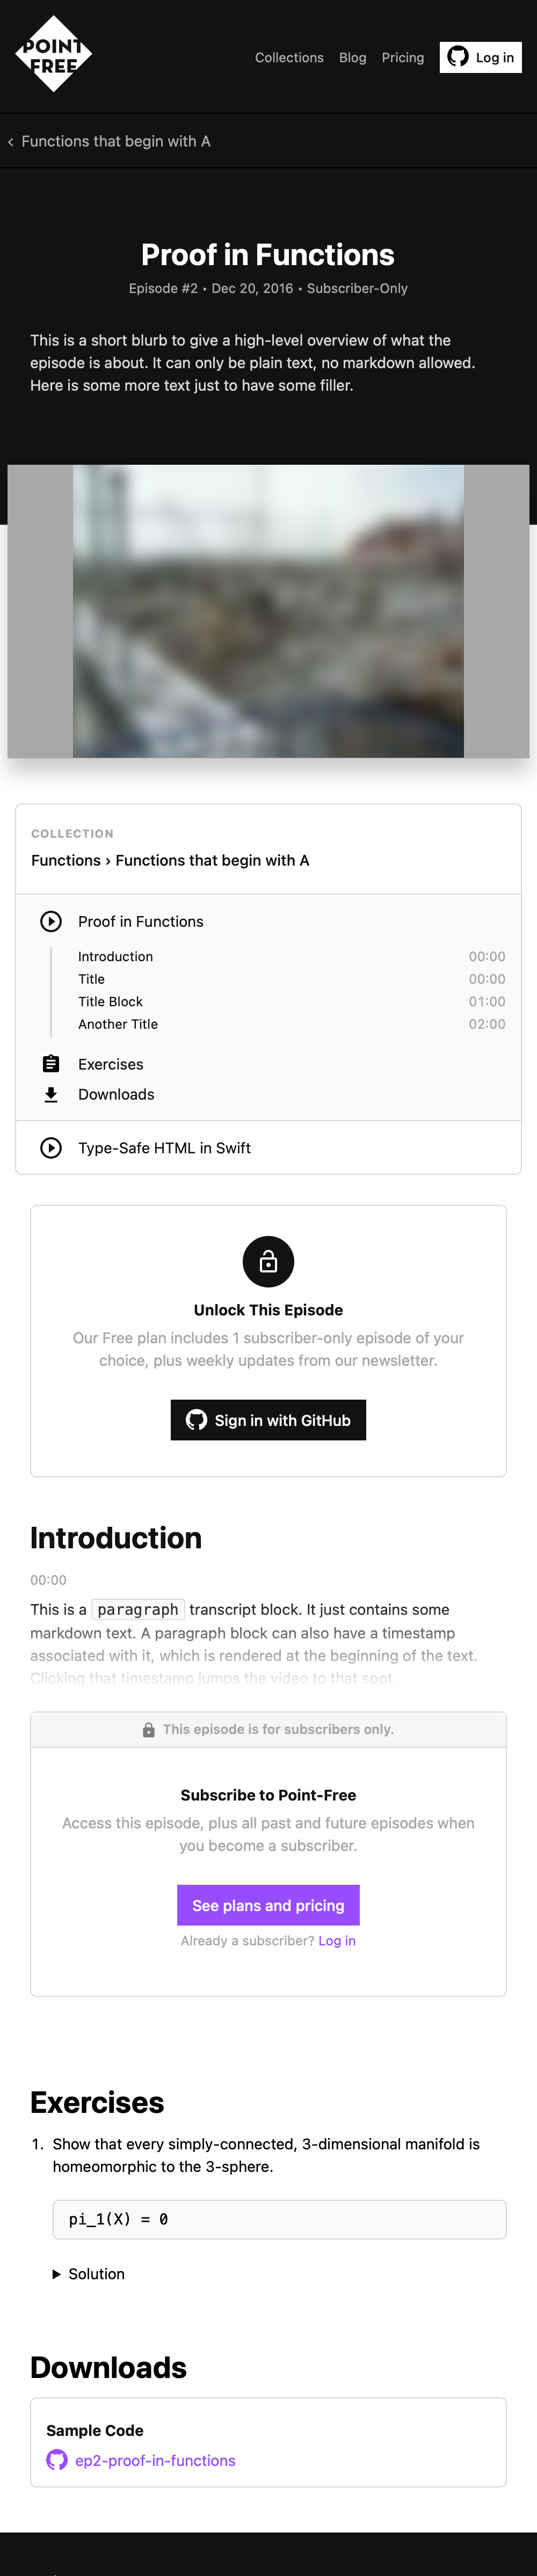 POINT
FREE
Collections Blog Pricing Log in
‹ Functions that begin with A
Proof in Functions
Episode #2 • Dec 20, 2016 • Subscriber-Only
This is a short blurb to give a high-level overview of what the
episode is about. It can only be plain text, no markdown allowed.
Here is some more text just to have some filler.
COLLECTION
Functions › Functions that begin with A
Proof in Functions
Introduction 00:00
Title 00:00
Title Block 01:00
Another Title 02:00
Exercises
Downloads
Type-Safe HTML in Swift
Unlock This Episode
Our Free plan includes 1 subscriber-only episode of your
choice, plus weekly updates from our newsletter.
Sign in with GitHub
Introduction
00:00
This is a paragraph transcript block. It just contains some
markdown text. A paragraph block can also have a timestamp
associated with it, which is rendered at the beginning of the text.
Clicking that timestamp jumps the video to that spot.
This episode is for subscribers only.
Subscribe to Point-Free
Access this episode, plus all past and future episodes when
you become a subscriber.
See plans and pricing
Already a subscriber? Log in
Exercises
1. Show that every simply-connected, 3-dimensional manifold is
homeomorphic to the 3-sphere.
pi_1(X) = 0
Solution
Downloads
Sample Code
ep2-proof-in-functions